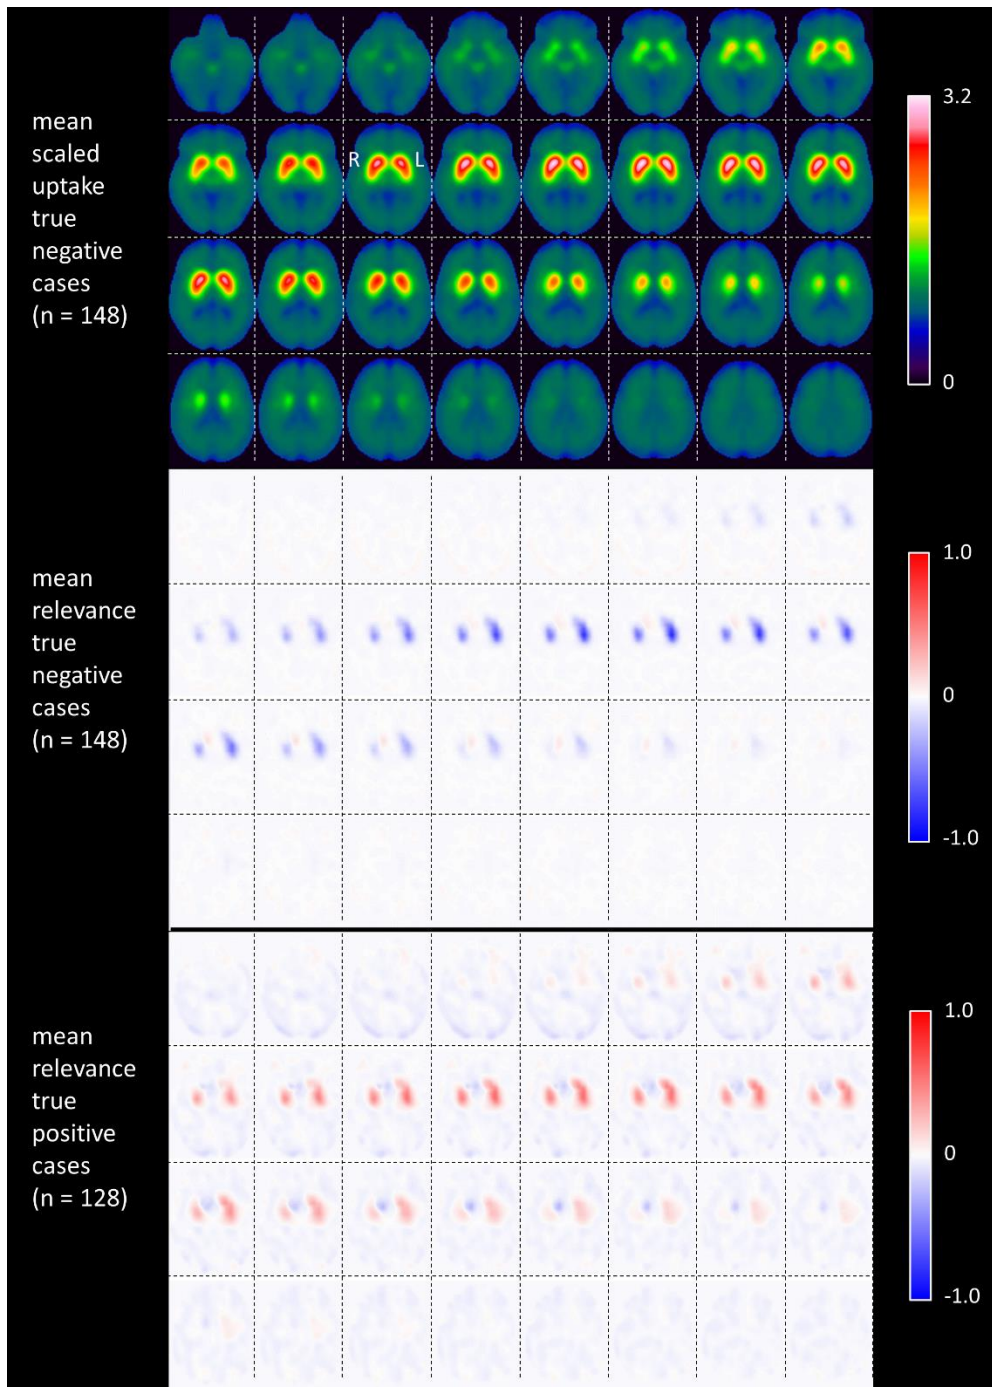 mean
scaled
uptake
true
negative
cases
(n = 148)
R L
3.2
0
mean
relevance
true
negative
cases
(n = 148)
1.0
0
-1.0
mean
relevance
true
positive
cases
(n = 128)
1.0
0
-1.0